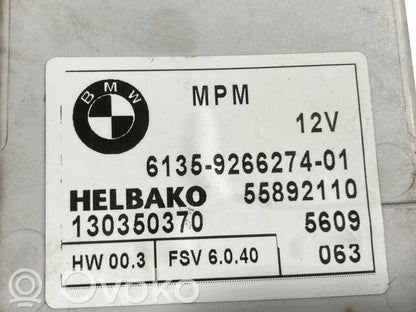 BMW
MPM
12V
6135-9266274-01
HELBAKO 55892110
130350370 5609
HW 00.3 FSV 6.0.40 063
OVOKO